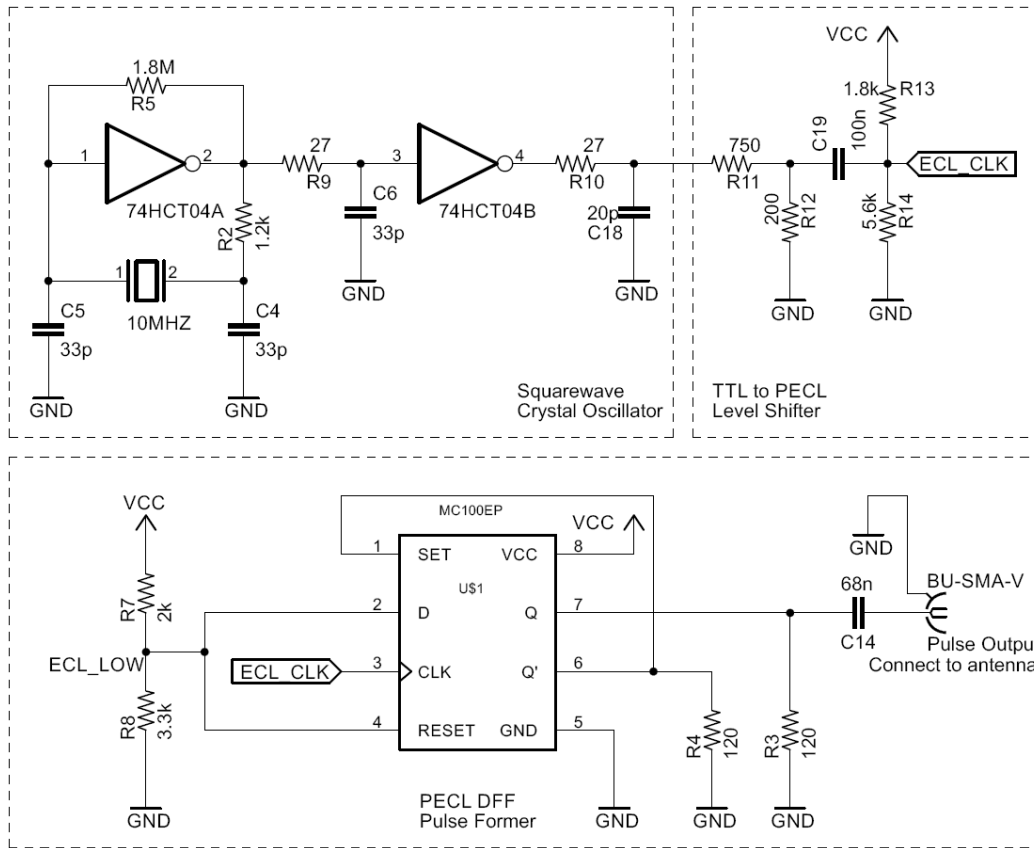 1.8M
R5
1
2
74HCT04A
27
R9
3
4
74HCT04B
27
R10
C6
33p
GND
20p
C18
GND
R2
1.2k
1
2
10MHZ
C5
33p
GND
C4
33p
GND
Squarewave
Crystal Oscillator
VCC
1.8k
R13
C19
100n
750
R11
ECL_CLK
200
R12
5.6k
R14
GND
GND
TTL to PECL
Level Shifter
VCC
R7
2k
ECL_LOW
R8
3.3k
GND
MC100EP
U$1
1
SET
VCC
8
VCC
2
D
Q
7
ECL_CLK
3
CLK
Q'
6
4
RESET
GND
5
PECL DFF
Pulse Former
GND
R4
120
GND
R3
120
GND
GND
68n
C14
BU-SMA-V
Pulse Outpu
Connect to antenna